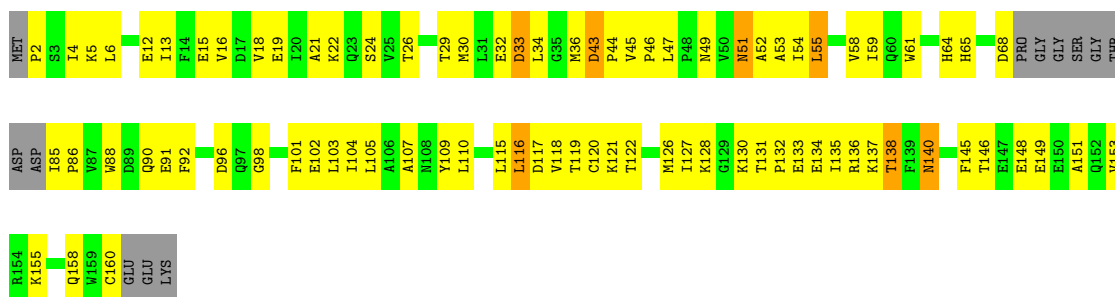 MET P2 S3 I4 K5 L6 E12 I13 F14 E15 V16 D17 V18 E19 I20 A21 K22 Q23 S24 V25 T26 T29 M30 L31 E32 D33 L34 G35 M36 D43 P44 V45 P46 L47 P48 N49 V50 N51 A52 A53 I54 L55 V58 I59 Q60 W61 H64 H65 D68 PRO GLY GLY SER GLY THR
ASP ASP I85 P86 V87 W88 D89 Q90 E91 F92 D96 Q97 G98 F101 E102 L103 I104 L105 A106 A107 N108 Y109 L110 L115 L116 D117 V118 T119 C120 K121 T122 M126 I127 K128 G129 K130 T131 P132 E133 E134 I135 R136 K137 T138 F139 N140 F145 T146 E147 E148 E149 E150 A151 Q152 V153
R154 K155 Q158 W159 C160 GLU GLU LYS